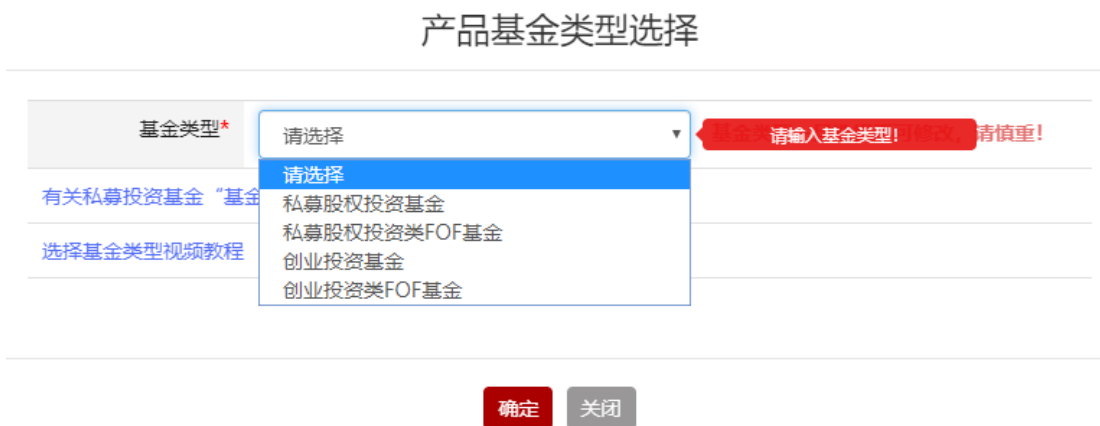 产品基金类型选择
基金类型*
请选择
请输入基金类型!
可修改，请慎重!
请选择
有关私募投资基金“基金
私募股权投资基金
私募股权投资类FOF基金
选择基金类型视频教程
创业投资基金
创业投资类FOF基金
确定
关闭